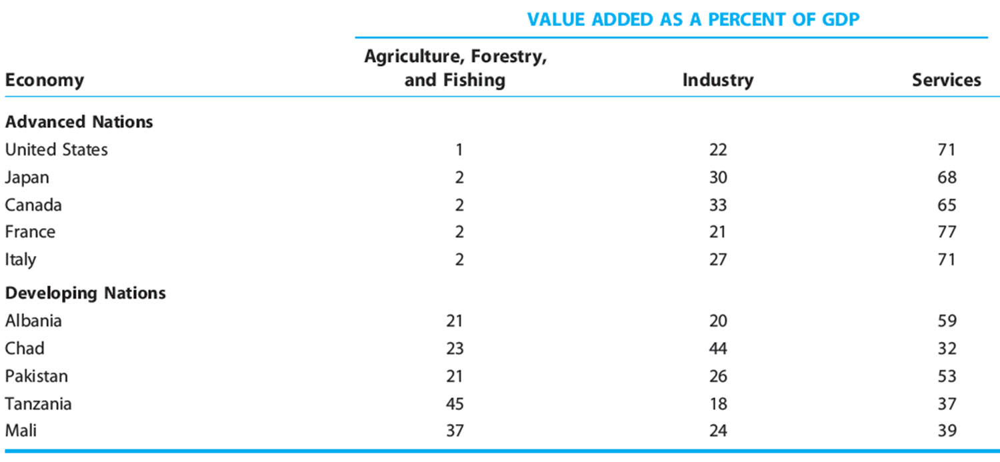 VALUE ADDED AS A PERCENT OF GDP
Agriculture, Forestry,
Economy and Fishing Industry Services
Advanced Nations
United States 1 22 71
Japan 2 30 68
Canada 2 33 65
France 2 21 77
Italy 2 27 71
Developing Nations
Albania 21 20 59
Chad 23 44 32
Pakistan 21 26 53
Tanzania 45 18 37
Mali 37 24 39